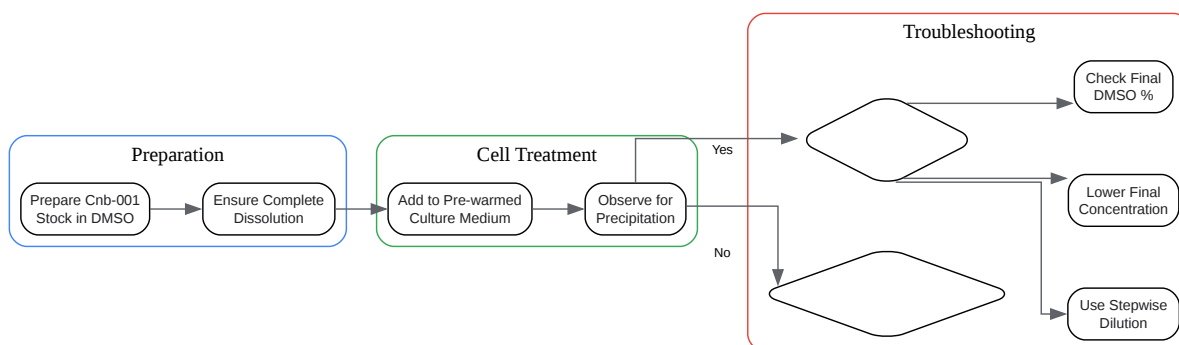 Troubleshooting
Check Final
DMSO %
Preparation
Cell Treatment
Yes
Prepare Cnb-001
Stock in DMSO
Ensure Complete
Dissolution
Add to Pre-warmed
Culture Medium
Observe for
Precipitation
Lower Final
Concentration
No
Use Stepwise
Dilution